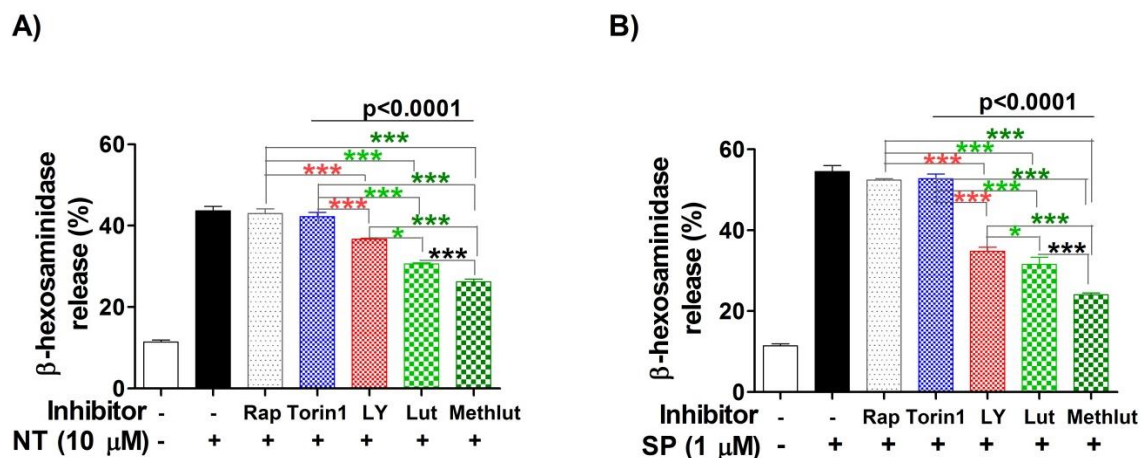 A)
p<0.0001
***
***
***
***
***
***
***
*
***
β-hexosaminidase
release (%)
60
40
20
0
Inhibitor - - Rap Torin1 LY Lut Methlut
NT (10 μM) - + + + + + +
B)
p<0.0001
***
***
***
***
***
***
***
*
***
β-hexosaminidase
release (%)
60
40
20
0
Inhibitor - - Rap Torin1 LY Lut Methlut
SP (1 μM) - + + + + + +